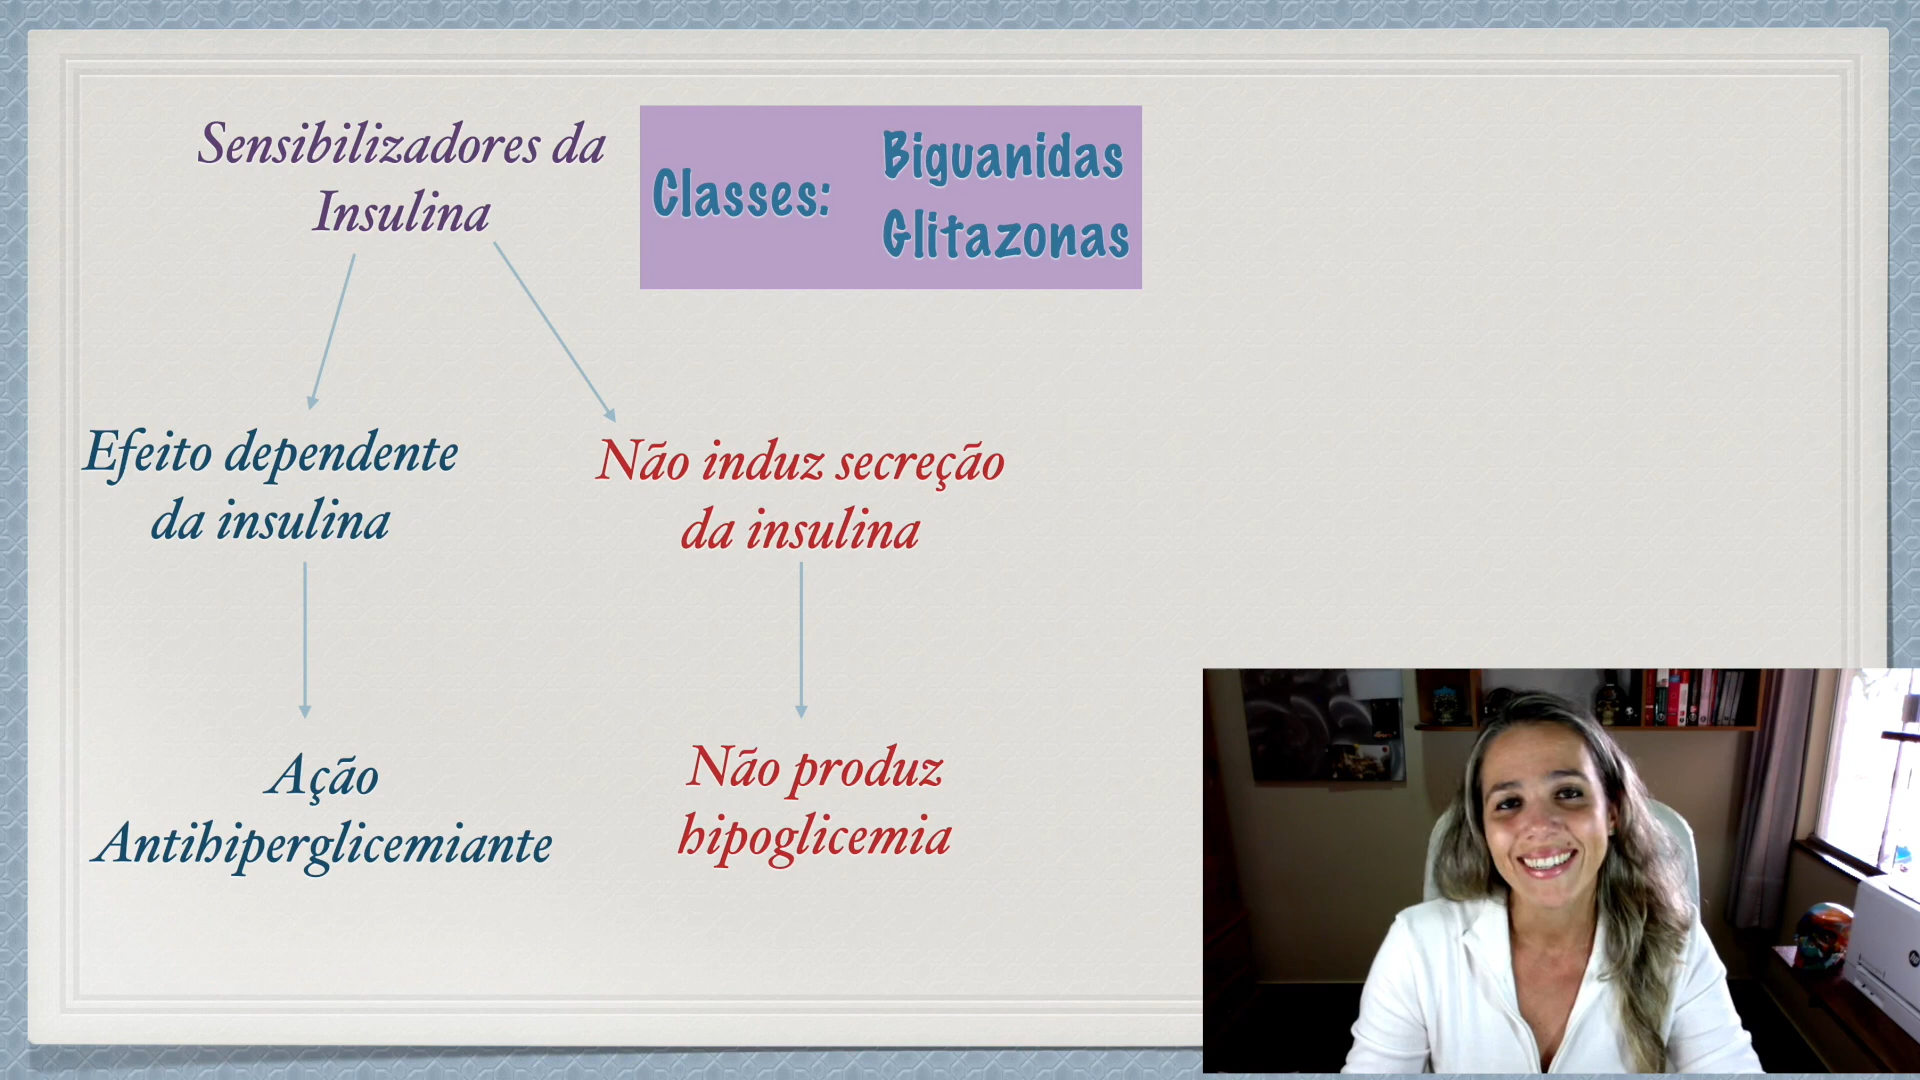 Sensibilizadores da
Insulina
Classes:
Biguanidas
Glitazonas
Efeito dependente
da insulina
Não induz secreção
da insulina
Ação
Antihiperglicemiante
Não produz
hipoglicemia